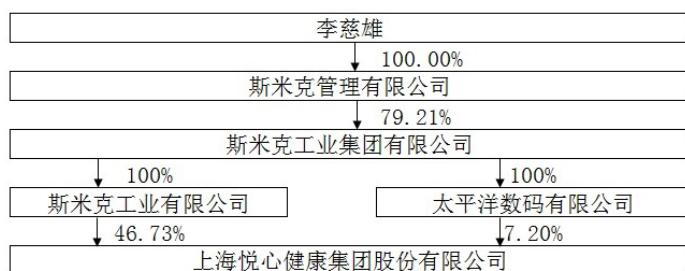 李慈雄
100.00%
斯米克管理有限公司
79.21%
斯米克工业集团有限公司
100% 100%
斯米克工业有限公司 太平洋数码有限公司
46.73% 7.20%
上海悦心健康集团股份有限公司